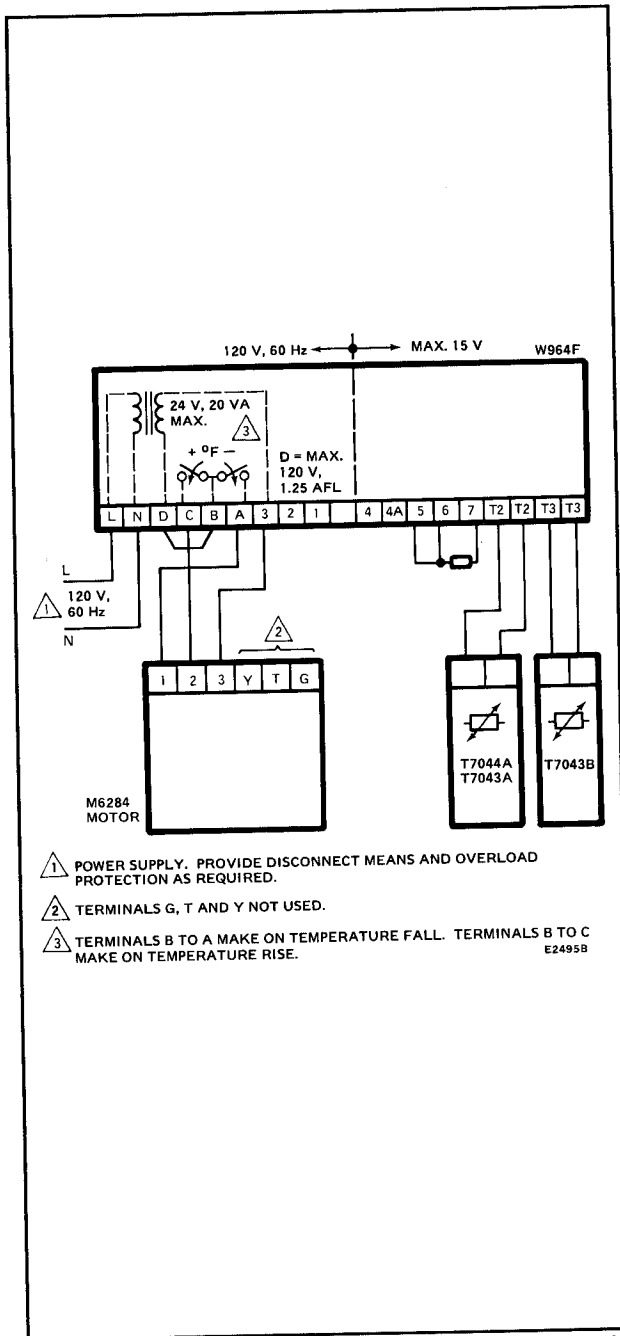 120 V, 60 Hz
MAX. 15 V
W964F
24 V, 20 VA
MAX.
3
+ °F −
D = MAX.
120 V,
1.25 AFL
L N D C B A 3 2 1 4 4A 5 6 7 T2 T2 T3 T3
L
1
120 V,
60 Hz
N
2
1 2 3 Y T G
T7044A
T7043A
T7043B
M6284
MOTOR
1 POWER SUPPLY. PROVIDE DISCONNECT MEANS AND OVERLOAD
PROTECTION AS REQUIRED.
2 TERMINALS G, T AND Y NOT USED.
3 TERMINALS B TO A MAKE ON TEMPERATURE FALL. TERMINALS B TO C
MAKE ON TEMPERATURE RISE.
E2495B